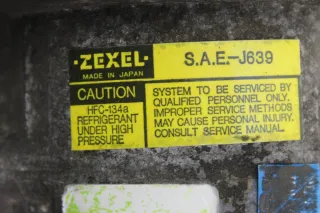 ·ZEXEL·
MADE IN JAPAN
S.A.E.-J639
CAUTION
HFC-134a
REFRIGERANT
UNDER HIGH
PRESSURE
SYSTEM TO BE SERVICED BY
QUALIFIED PERSONNEL ONLY.
IMPROPER SERVICE METHODS
MAY CAUSE PERSONAL INJURY.
CONSULT SERVICE MANUAL.